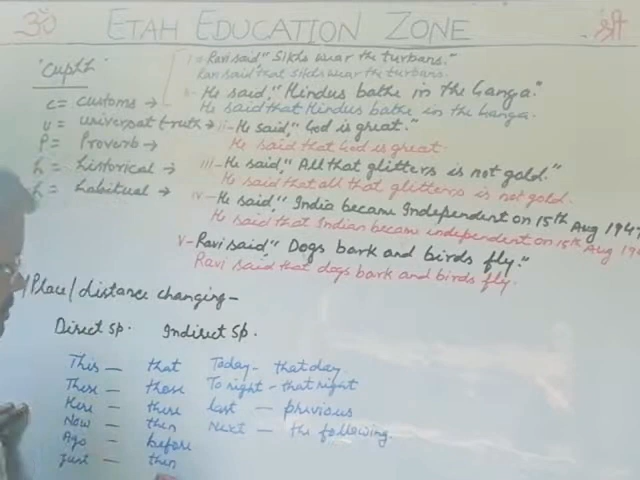 ॐ ETAH EDUCATION ZONE श्री
"Cuphh"
c = customs →
u = universal truth →
P = Proverb →
h = historical →
h = habitual →
i - Ravi said," Sikhs wear the turbans."
Ravi said that Sikhs wear the turbans.
He said," Hindus bathe in the Ganga."
He said that Hindus bathe in the Ganga.
ii - He said," God is great."
He said that God is great.
iii - He said," All that glitters is not gold."
He said that all that glitters is not gold.
iv - He said," India became Independent on 15th Aug 1947
He said that Indian became independent on 15th Aug
v - Ravi said," Dogs bark and birds fly."
Ravi said that dogs bark and birds fly.
/Place/distance changing -
Direct Sp. Indirect Sp.
This — that Today - that day
These — those To night - that night
Here — there last — previous
Now — then Next — the following.
Ago — before
Just — then